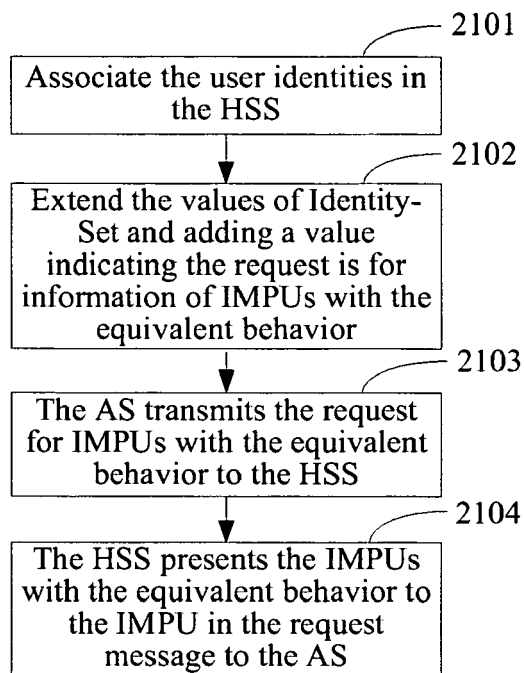 2101
Associate the user identities in
the HSS
2102
Extend the values of Identity-
Set and adding a value
indicating the request is for
information of IMPUs with the
equivalent behavior
2103
The AS transmits the request
for IMPUs with the equivalent
behavior to the HSS
2104
The HSS presents the IMPUs
with the equivalent behavior to
the IMPU in the request
message to the AS